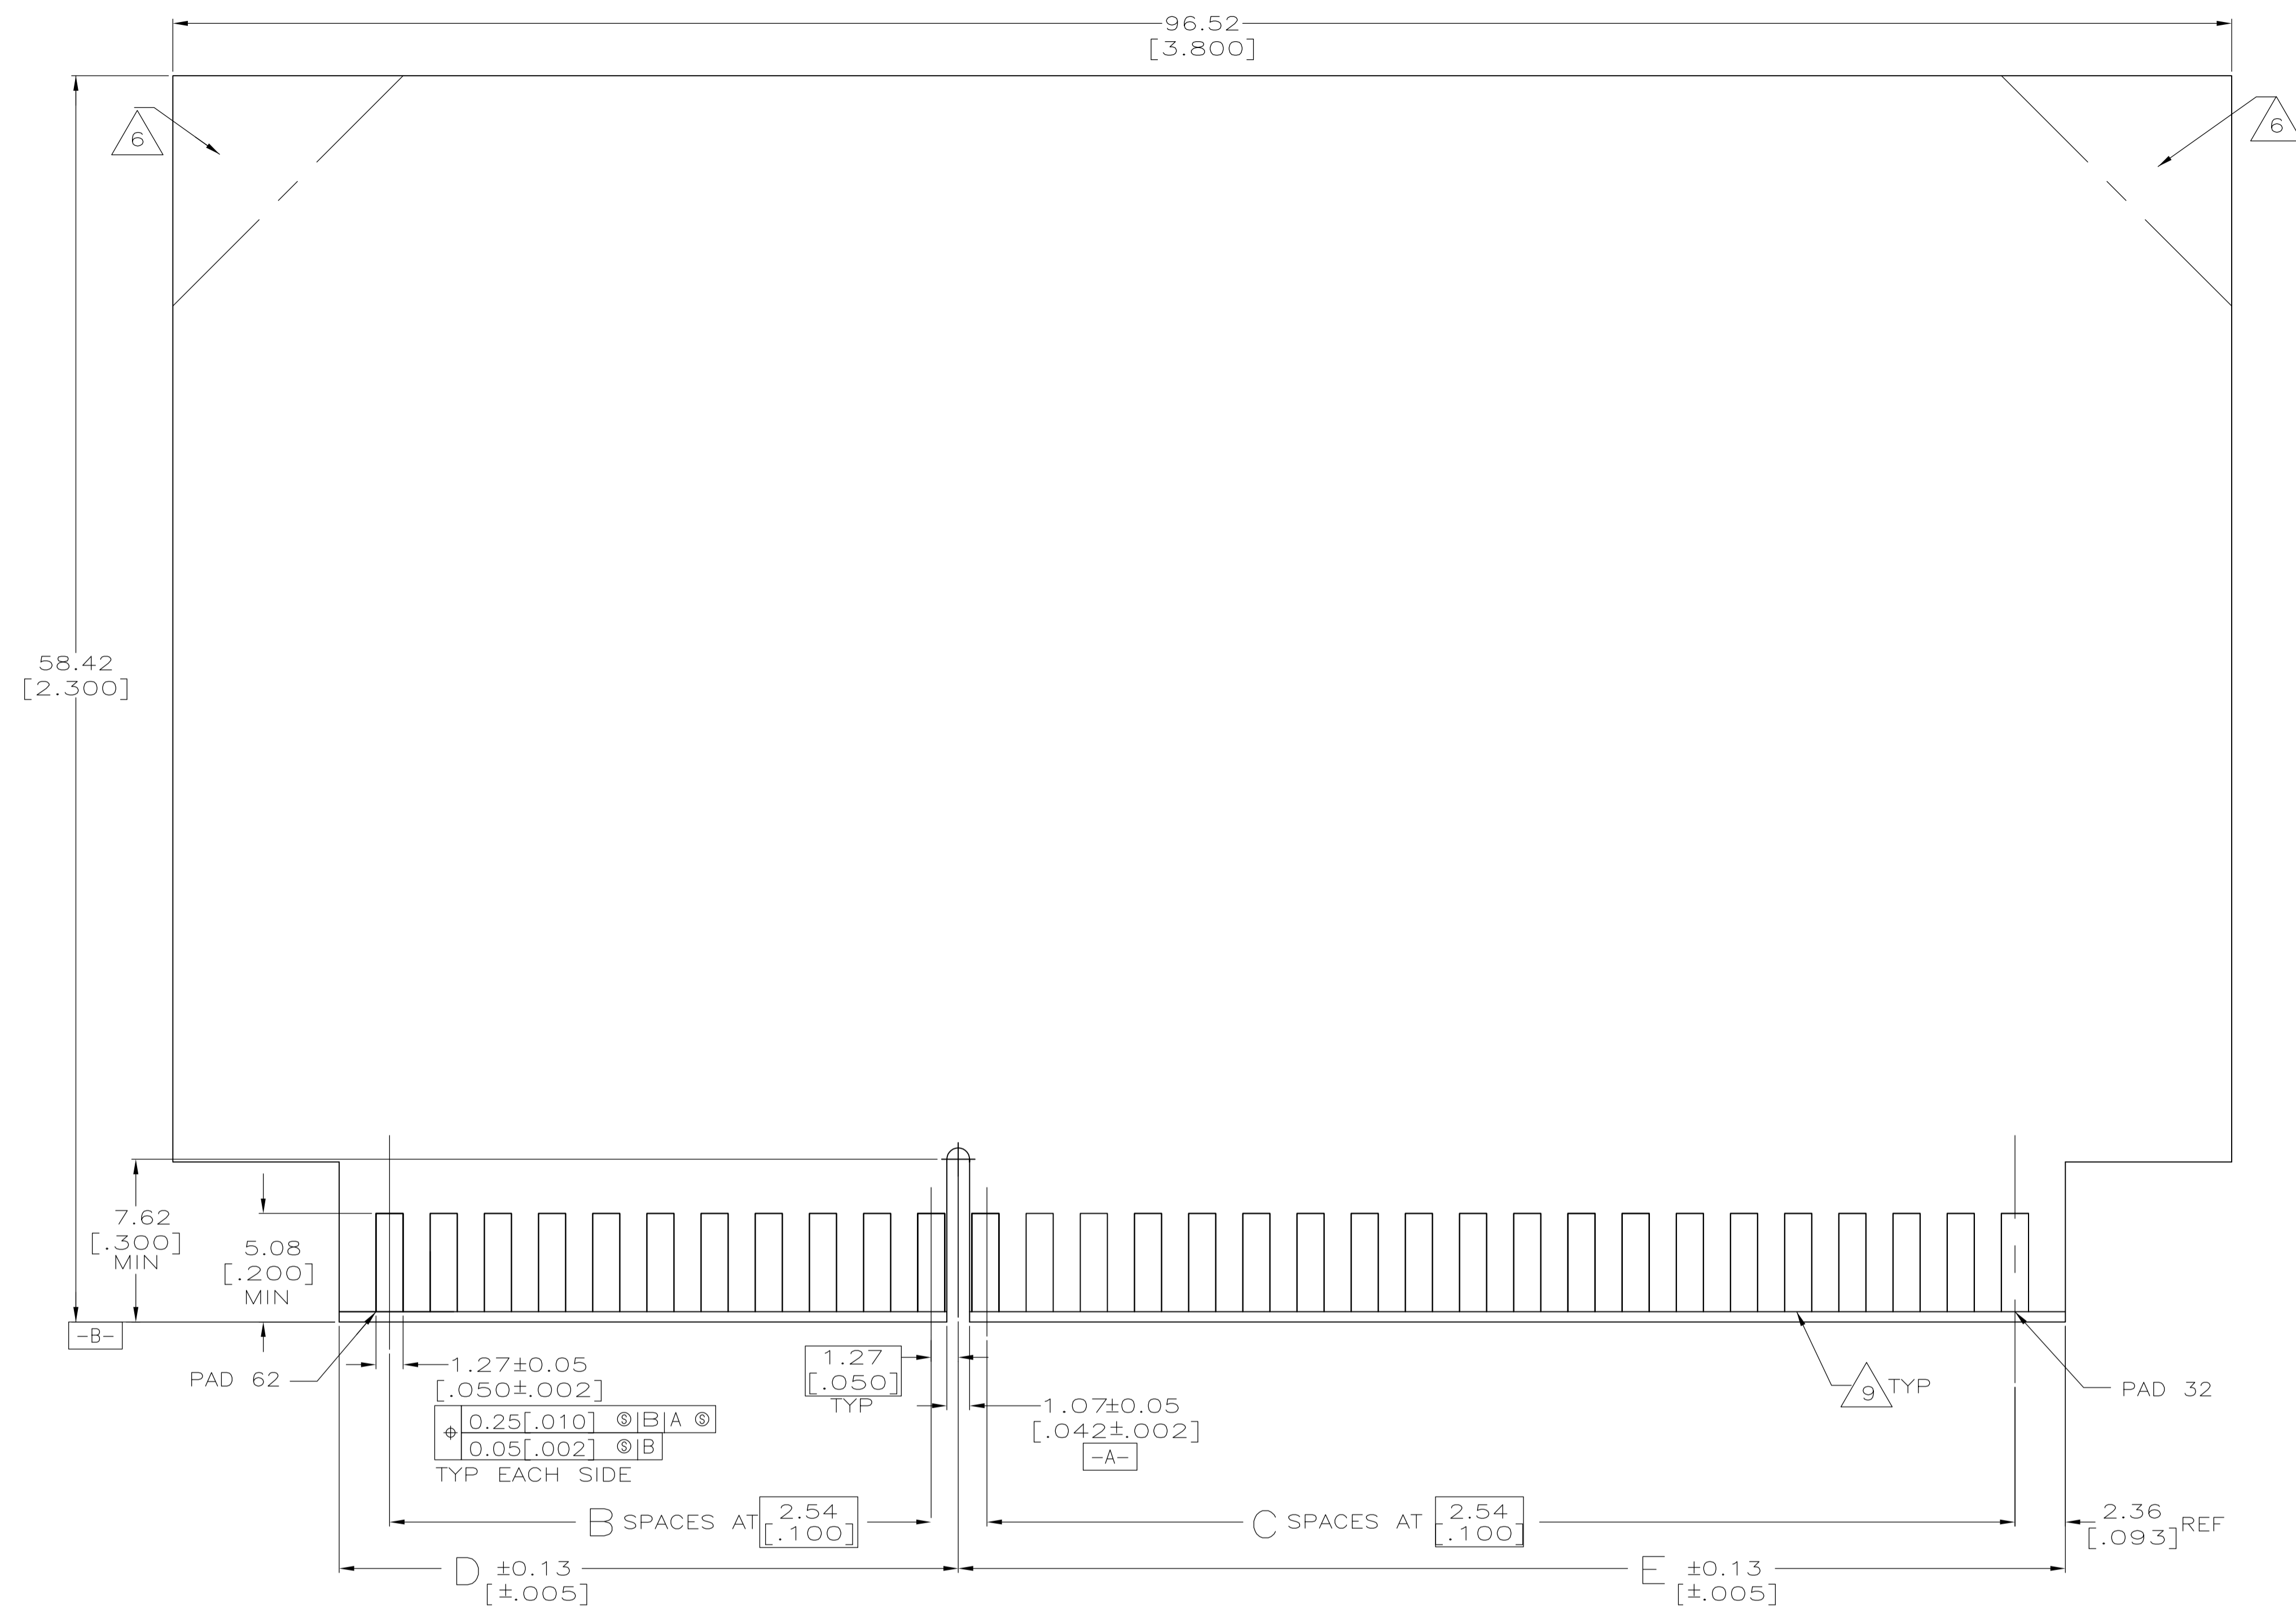 96.52
[3.800]
6
6
58.42
[2.300]
7.62
[.300]
MIN
5.08
[.200]
MIN
-B-
PAD 62
1.27±0.05
[.050±.002]
0.25[.010] Ⓢ B A Ⓢ
0.05[.002] Ⓢ B
TYP EACH SIDE
1.27
[.050]
TYP
1.07±0.05
[.042±.002]
-A-
9 TYP
PAD 32
B SPACES AT 2.54
[.100]
C SPACES AT 2.54
[.100]
2.36
[.093] REF
D ±0.13
[±.005]
E ±0.13
[±.005]